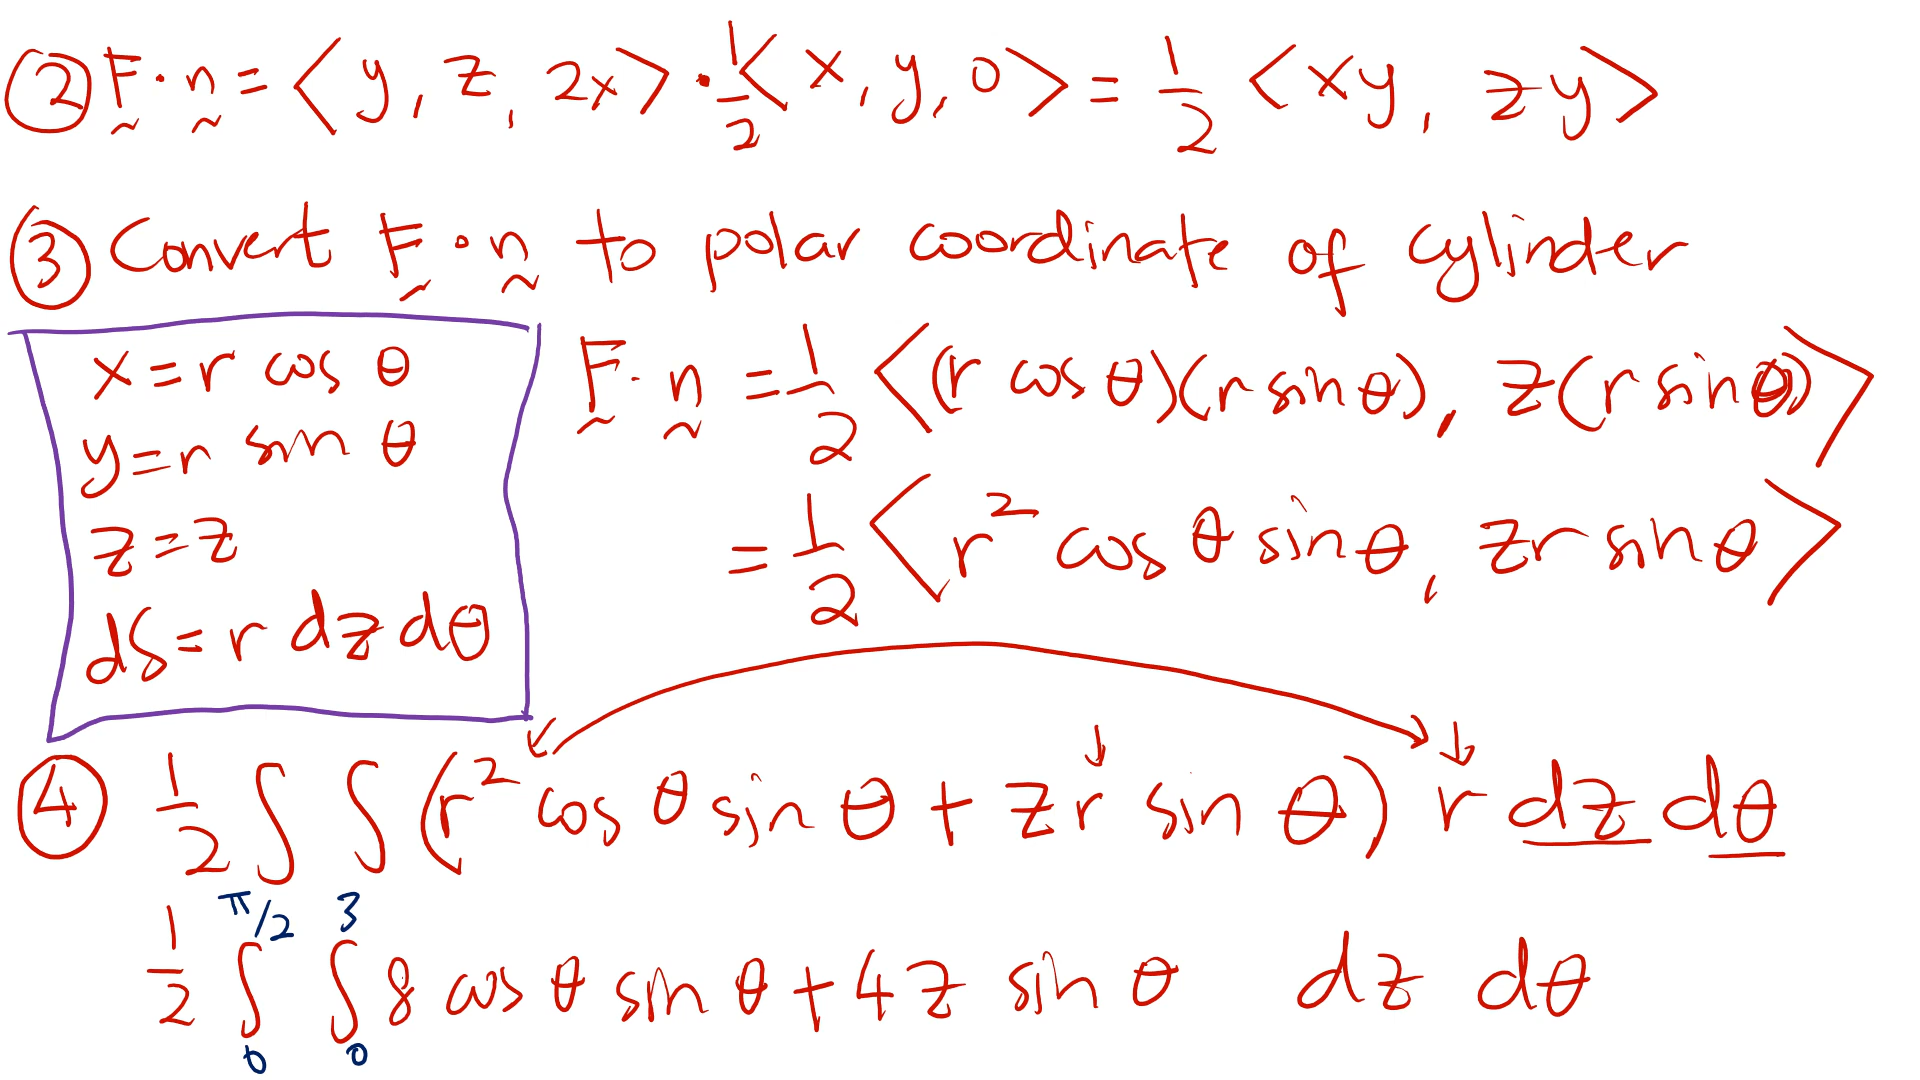 ② F · n = < y, z, 2x > · 1/2 < x, y, 0 > = 1/2 < xy, zy >
③ Convert F · n to polar coordinate of cylinder
x = r cos θ
y = r sin θ
z = z
dS = r dz dθ
F · n = 1/2 < (r cos θ)(r sin θ), z(r sin θ) >
= 1/2 < r² cos θ sin θ, zr sin θ >
④ 1/2 ∫ ∫ (r² cos θ sin θ + zr sin θ) r dz dθ
1/2 ∫₀^π/2 ∫₀^3 8 cos θ sin θ + 4z sin θ dz dθ